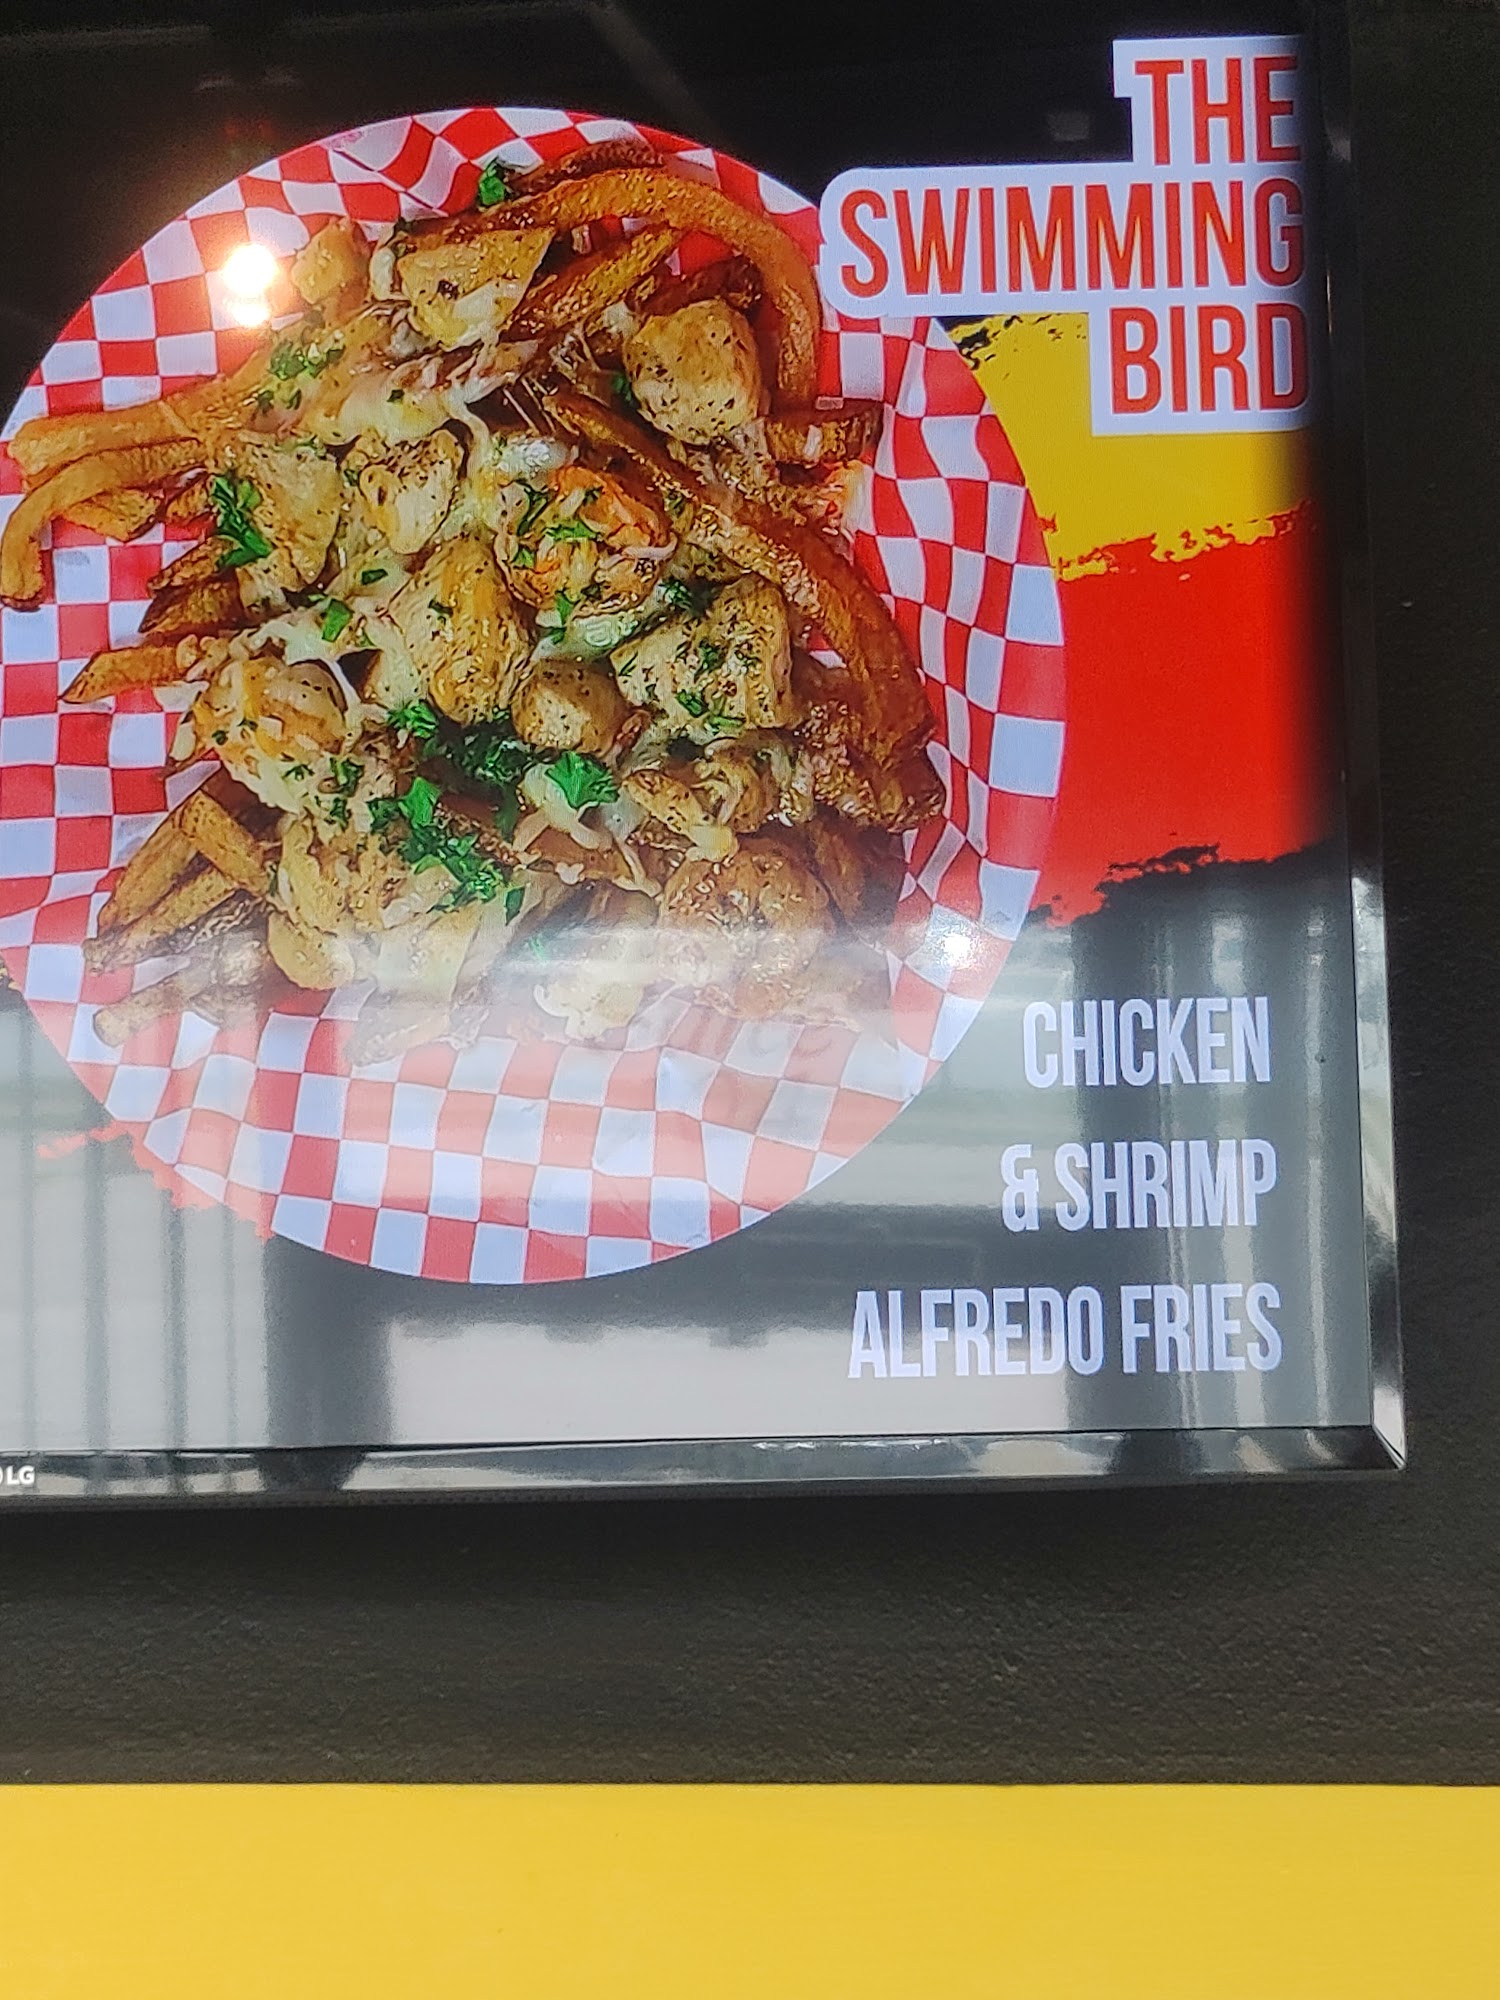 THE
SWIMMING
BIRD
CHICKEN
& SHRIMP
ALFREDO FRIES
LG